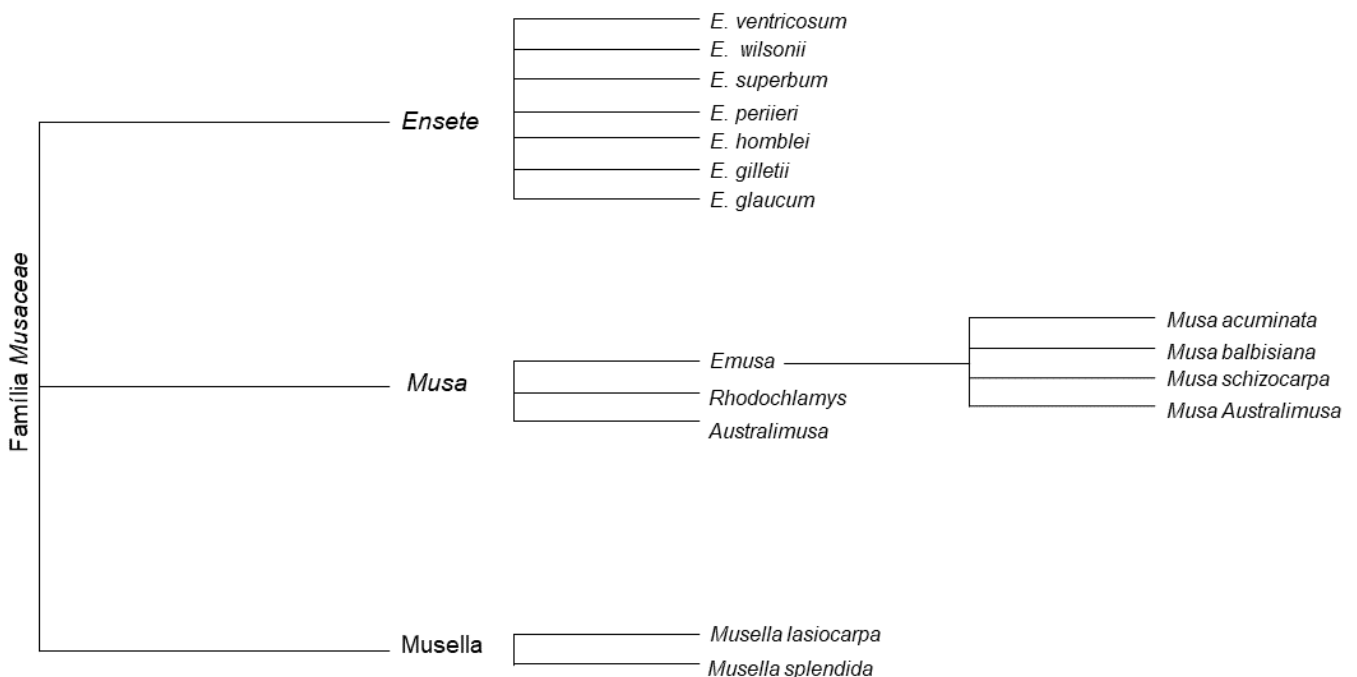 Família Musaceae
Ensete
E. ventricosum
E. wilsonii
E. superbum
E. periieri
E. homblei
E. gilletii
E. glaucum
Musa
Emusa
Rhodochlamys
Australimusa
Musa acuminata
Musa balbisiana
Musa schizocarpa
Musa Australimusa
Musella
Musella lasiocarpa
Musella splendida